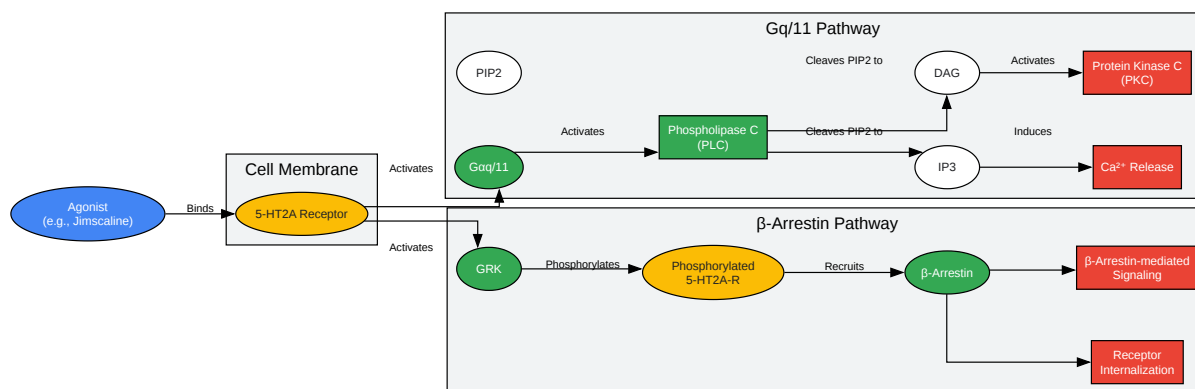 Gq/11 Pathway
PIP2
Cleaves PIP2 to
DAG
Activates
Protein Kinase C
(PKC)
Activates
Phospholipase C
(PLC)
Cleaves PIP2 to
Induces
Gαq/11
IP3
Ca²⁺ Release
Cell Membrane
Activates
Agonist
(e.g., Jimscaline)
Binds
5-HT2A Receptor
Activates
β-Arrestin Pathway
GRK
Phosphorylates
Phosphorylated
5-HT2A-R
Recruits
β-Arrestin
β-Arrestin-mediated
Signaling
Receptor
Internalization